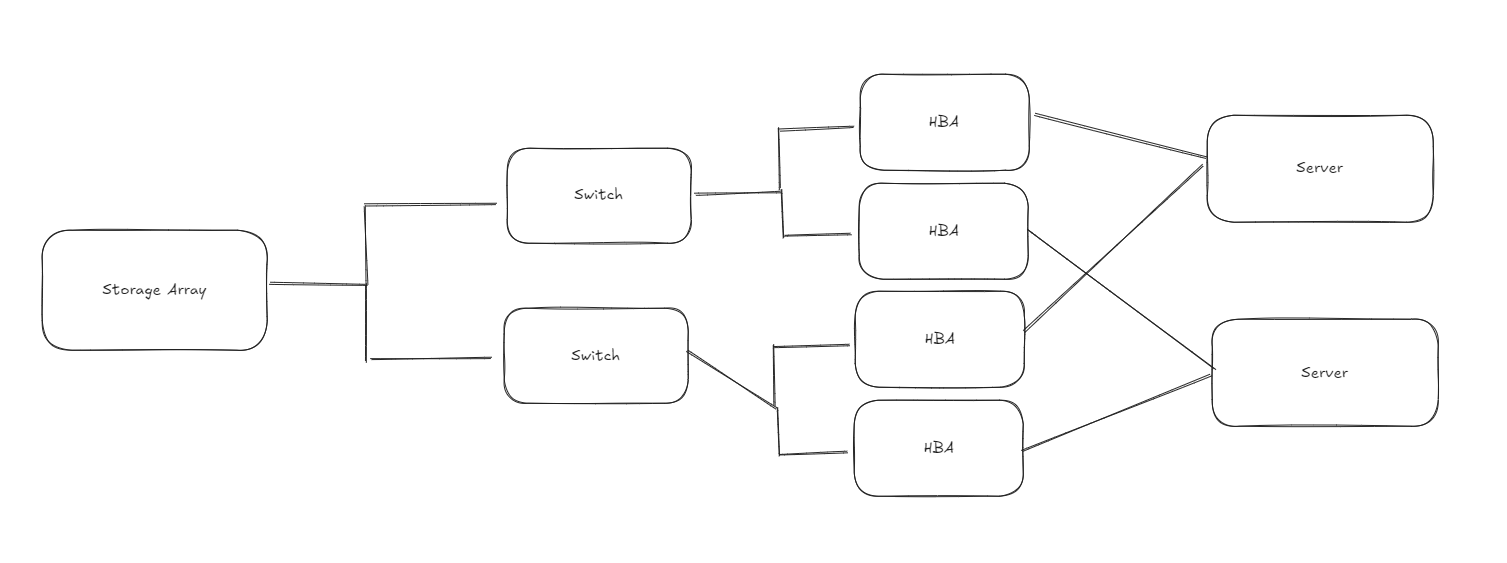 Storage Array
Switch
Switch
HBA
HBA
HBA
HBA
Server
Server